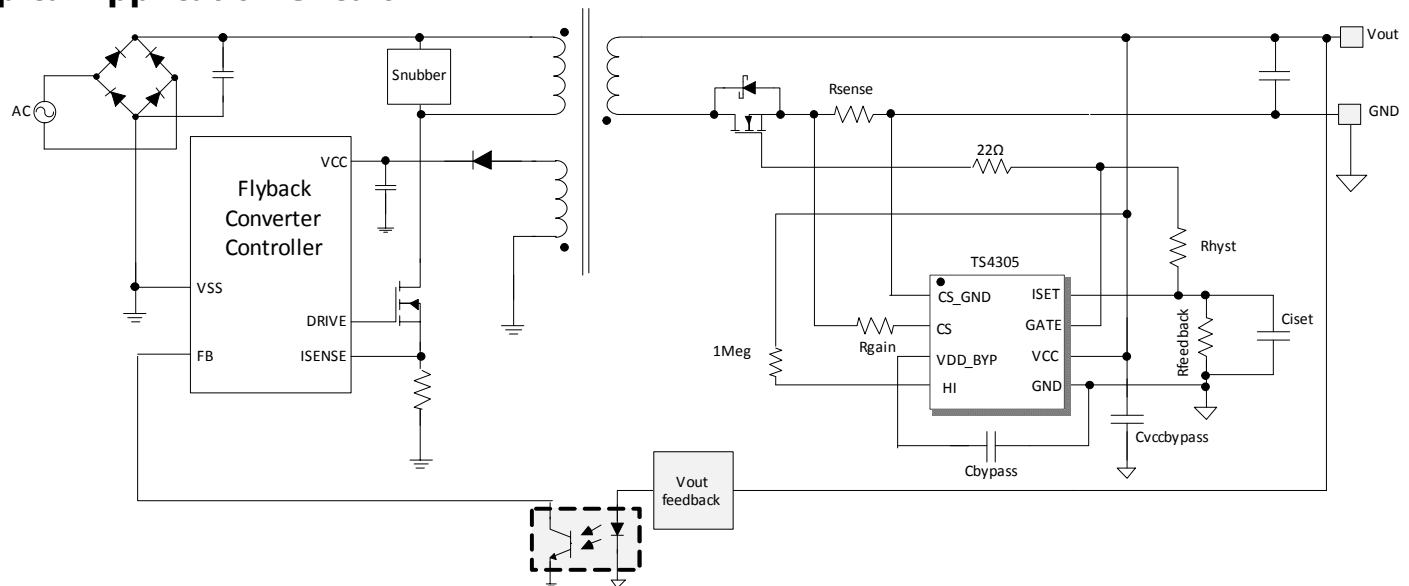 Vout
Snubber
Rsense
AC
GND
22Ω
VCC
Flyback
Converter
Controller
Rhyst
TS4305
VSS
CS_GND
ISET
DRIVE
CS
GATE
Ciset
Rfeedback
1Meg
Rgain
FB
ISENSE
VDD_BYP
VCC
HI
GND
Cvccbypass
Cbypass
Vout
feedback